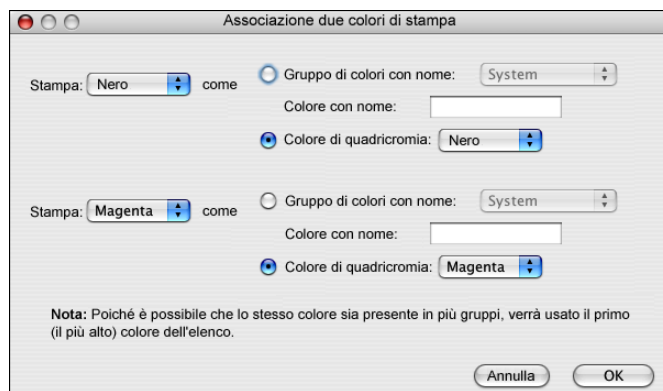 Associazione due colori di stampa
Stampa: Nero come Gruppo di colori con nome: System
Colore con nome:
Colore di quadricromia: Nero
Stampa: Magenta come Gruppo di colori con nome: System
Colore con nome:
Colore di quadricromia: Magenta
Nota: Poiché è possibile che lo stesso colore sia presente in più gruppi, verrà usato il primo
(il più alto) colore dell'elenco.
Annulla OK